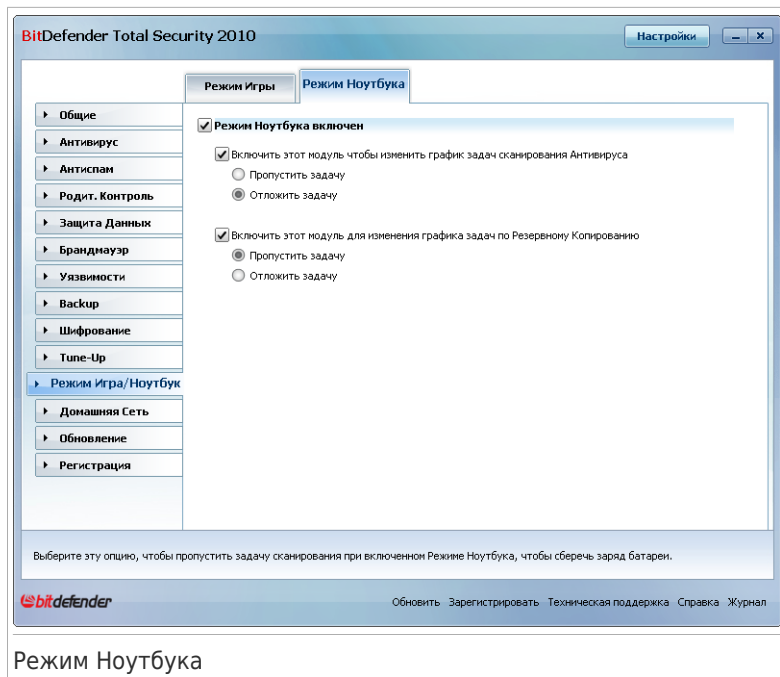 BitDefender Total Security 2010
Настройки
Режим Игры
Режим Ноутбука
Общие
Антивирус
Антиспам
Родит. Контроль
Защита Данных
Брандмауэр
Уязвимости
Backup
Шифрование
Tune-Up
Режим Игра/Ноутбук
Домашняя Сеть
Обновление
Регистрация
Режим Ноутбука включен
Включить этот модуль чтобы изменить график задач сканирования Антивируса
Пропустить задачу
Отложить задачу
Включить этот модуль для изменения графика задач по Резервному Копированию
Пропустить задачу
Отложить задачу
Выберите эту опцию, чтобы пропустить задачу сканирования при включенном Режиме Ноутбука, чтобы сберечь заряд батареи.
bitdefender
Обновить Зарегистрировать Техническая поддержка Справка Журнал
Режим Ноутбука